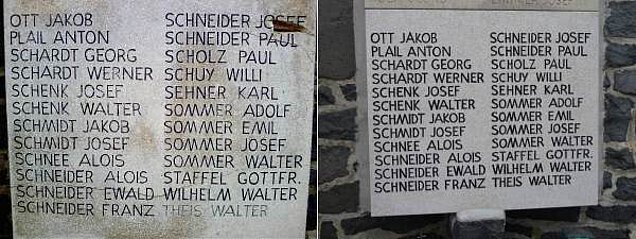 OTT JAKOB SCHNEIDER JOSEF
PLAIL ANTON SCHNEIDER PAUL
SCHARDT GEORG SCHOLZ PAUL
SCHARDT WERNER SCHUY WILLI
SCHENK JOSEF SEHNER KARL
SCHENK WALTER SOMMER ADOLF
SCHMIDT JAKOB SOMMER EMIL
SCHMIDT JOSEF SOMMER JOSEF
SCHNEE ALOIS SOMMER WALTER
SCHNEIDER ALOIS STAFFEL GOTTFR.
SCHNEIDER EWALD WILHELM WALTER
SCHNEIDER FRANZ THEIS WALTER
OTT JAKOB SCHNEIDER JOSEF
PLAIL ANTON SCHNEIDER PAUL
SCHARDT GEORG SCHOLZ PAUL
SCHARDT WERNER SCHUY WILLI
SCHENK JOSEF SEHNER KARL
SCHENK WALTER SOMMER ADOLF
SCHMIDT JAKOB SOMMER EMIL
SCHMIDT JOSEF SOMMER JOSEF
SCHNEE ALOIS SOMMER WALTER
SCHNEIDER ALOIS STAFFEL GOTTFR.
SCHNEIDER EWALD WILHELM WALTER
SCHNEIDER FRANZ THEIS WALTER